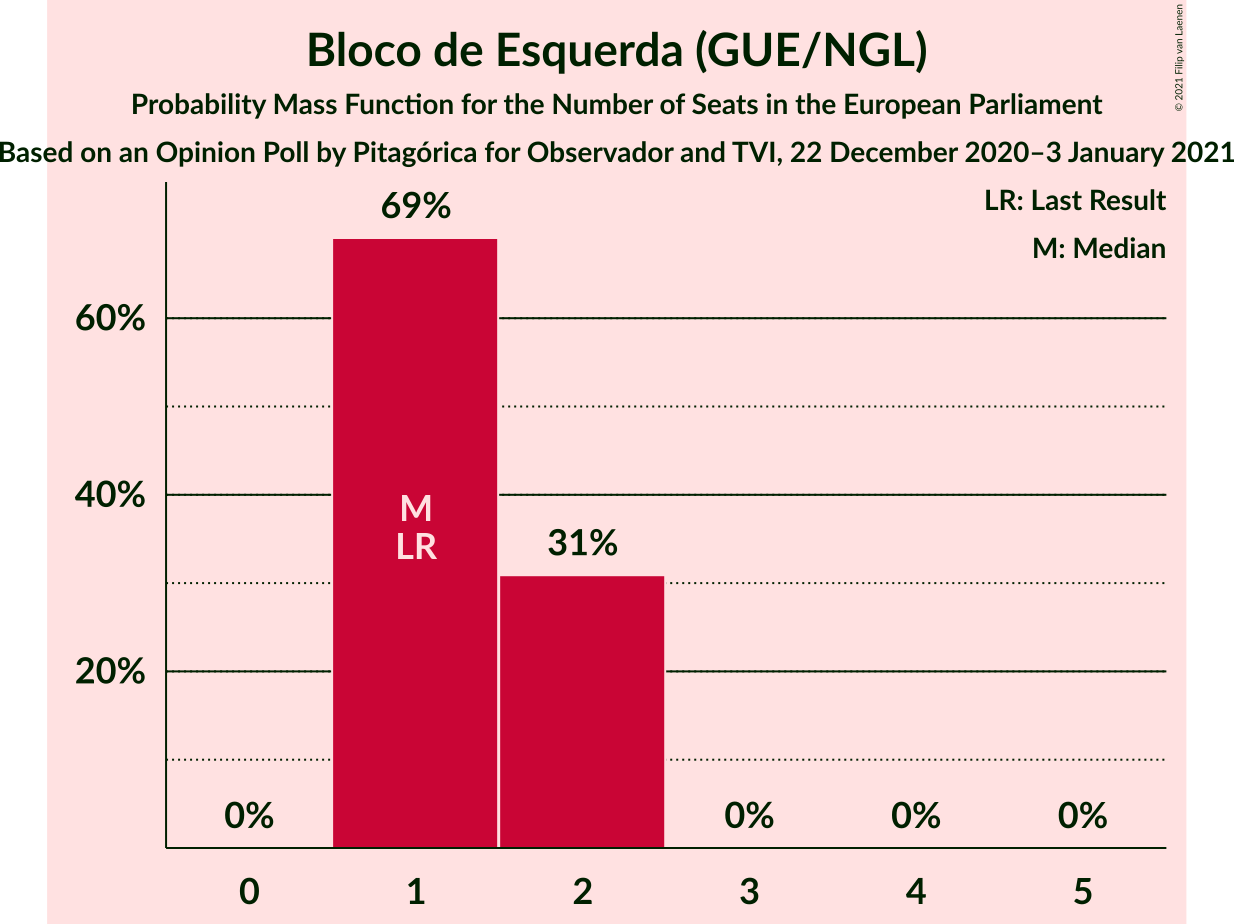 Bloco de Esquerda (GUE/NGL)
Probability Mass Function for the Number of Seats in the European Parliament
Based on an Opinion Poll by Pitagórica for Observador and TVI, 22 December 2020–3 January 2021
© 2021 Filip van Laenen
LR: Last Result
M: Median
69%
60%
40%
20%
M
LR
31%
0%
0%
0%
0%
0
1
2
3
4
5